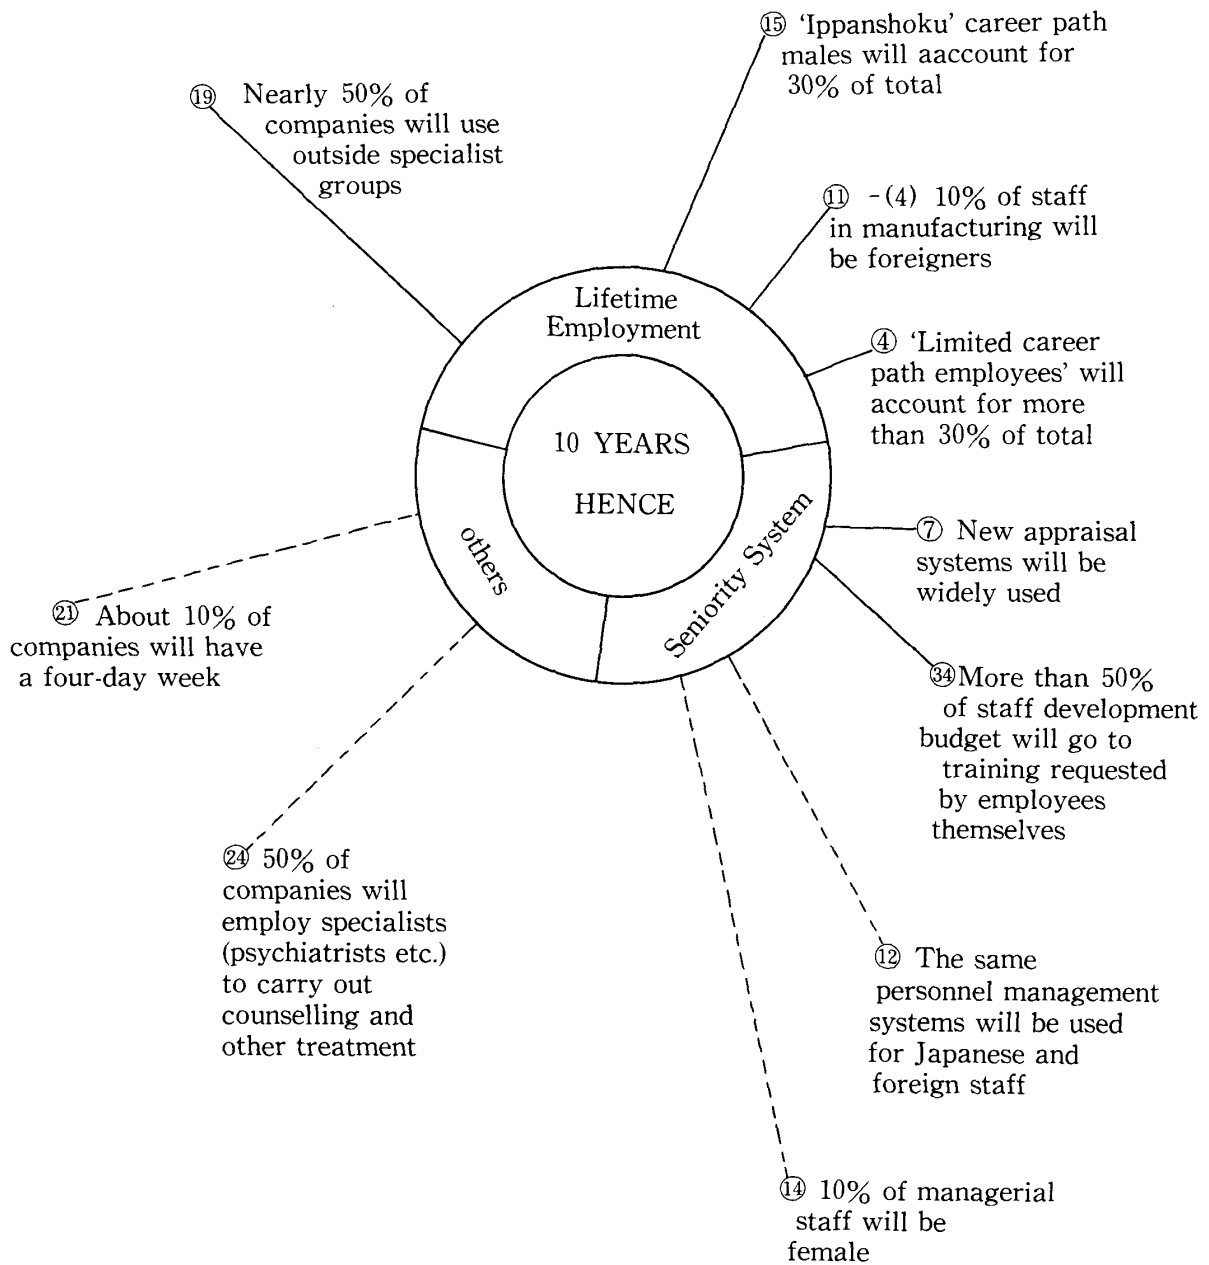 ⑮ 'Ippanshoku' career path
males will aaccount for
30% of total
⑲ Nearly 50% of
companies will use
outside specialist
groups
⑪ -(4) 10% of staff
in manufacturing will
be foreigners
Lifetime
Employment
④ 'Limited career
path employees' will
account for more
than 30% of total
10 YEARS
HENCE
others
Seniority System
⑦ New appraisal
systems will be
widely used
㉑ About 10% of
companies will have
a four-day week
㉞More than 50%
of staff development
budget will go to
training requested
by employees
themselves
㉔ 50% of
companies will
employ specialists
(psychiatrists etc.)
to carry out
counselling and
other treatment
⑫ The same
personnel management
systems will be used
for Japanese and
foreign staff
⑭ 10% of managerial
staff will be
female